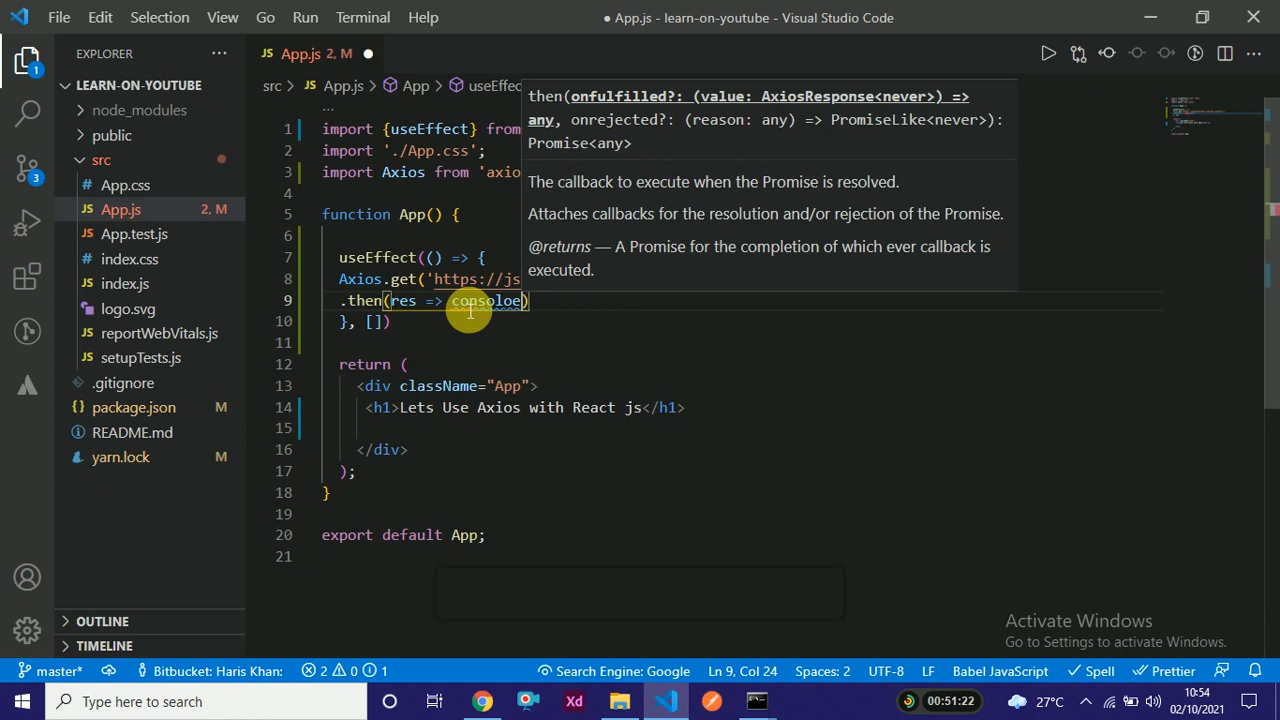 File Edit Selection View Go Run Terminal Help
● App.js - learn-on-youtube - Visual Studio Code
EXPLORER ···
JS App.js 2, M ●
LEARN-ON-YOUTUBE
src > JS App.js > App > useEffec
node_modules
public
src
# App.css
JS App.js 2, M
JS App.test.js
# index.css
JS index.js
logo.svg
JS reportWebVitals.js
JS setupTests.js
.gitignore
{} package.json M
README.md
yarn.lock M
OUTLINE
TIMELINE
1
3
...
1 import {useEffect} from
2 import './App.css';
3 import Axios from 'axio
4
5 function App() {
6
7 useEffect(() => {
8 Axios.get('https://js
9 .then(res => consoloe)
10 }, [])
11
12 return (
13 <div className="App">
14 <h1>Lets Use Axios with React js</h1>
15
16 </div>
17 );
18 }
19
20 export default App;
21
then(onfulfilled?: (value: AxiosResponse<never>) =>
any, onrejected?: (reason: any) => PromiseLike<never>):
Promise<any>
The callback to execute when the Promise is resolved.
Attaches callbacks for the resolution and/or rejection of the Promise.
@returns — A Promise for the completion of which ever callback is
executed.
Activate Windows
Go to Settings to activate Windows.
master* Bitbucket: Haris Khan: 2 0 1 Search Engine: Google Ln 9, Col 24 Spaces: 2 UTF-8 LF Babel JavaScript Spell Prettier
Type here to search
Xd
00:51:22
27°C
10:54
02/10/2021